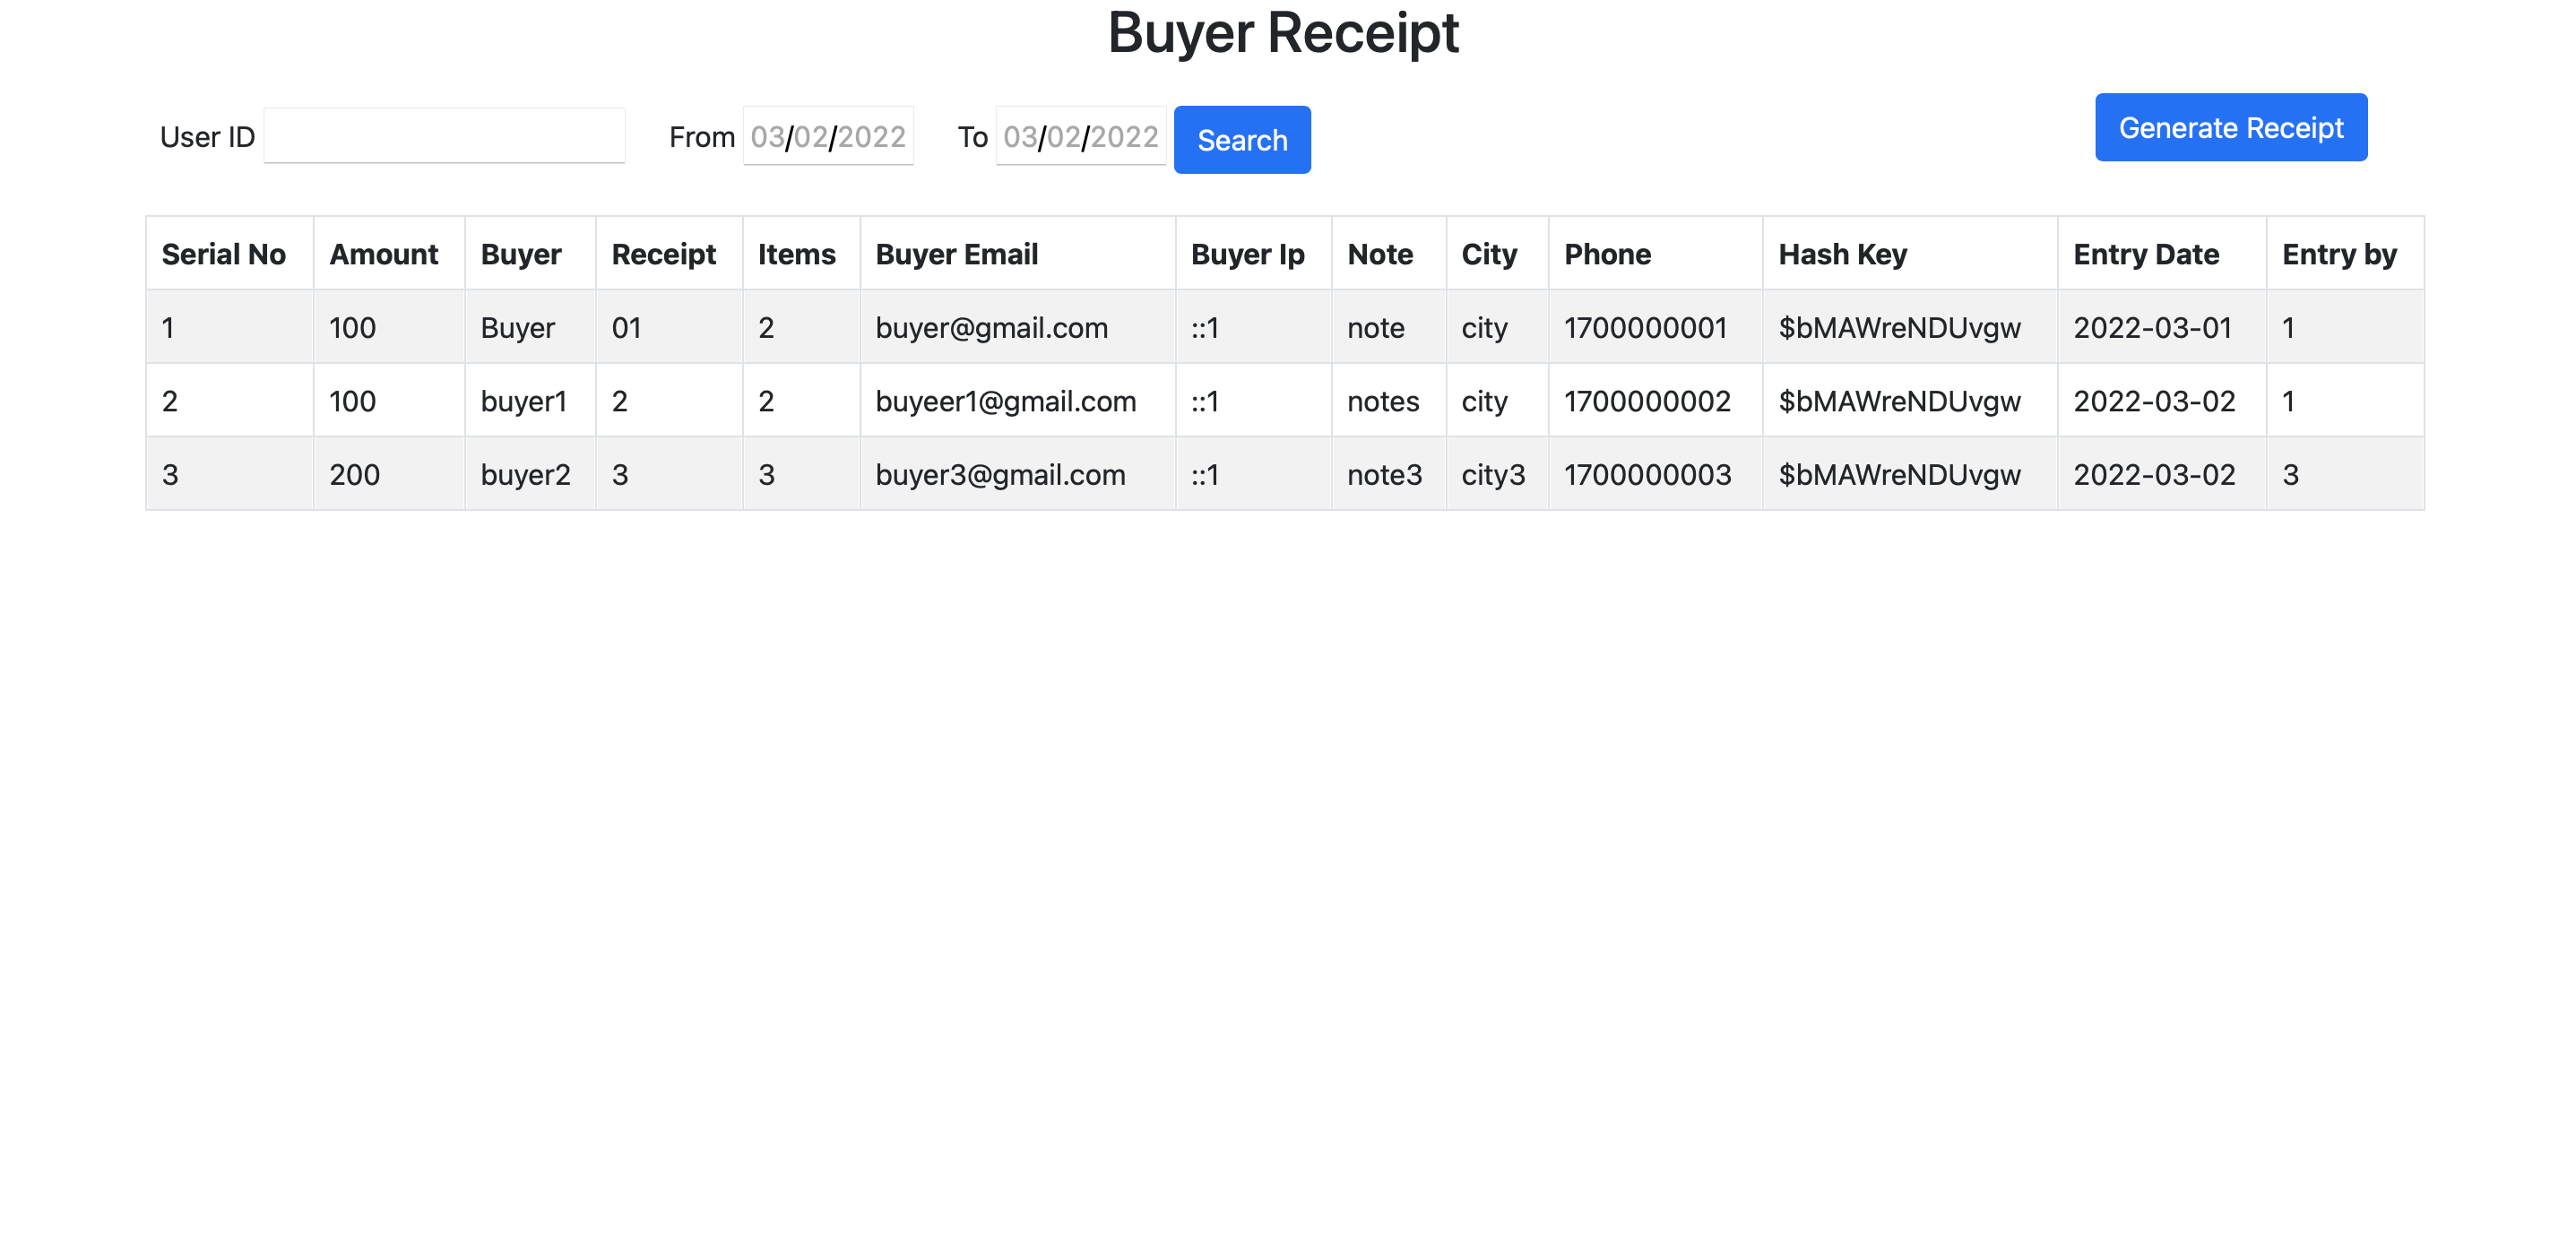 Buyer Receipt
User ID From 03/02/2022 To 03/02/2022 Search Generate Receipt
Serial No Amount Buyer Receipt Items Buyer Email Buyer Ip Note City Phone Hash Key Entry Date Entry by
1 100 Buyer 01 2 buyer@gmail.com ::1 note city 1700000001 $bMAWreNDUvgw 2022-03-01 1
2 100 buyer1 2 2 buyeer1@gmail.com ::1 notes city 1700000002 $bMAWreNDUvgw 2022-03-02 1
3 200 buyer2 3 3 buyer3@gmail.com ::1 note3 city3 1700000003 $bMAWreNDUvgw 2022-03-02 3